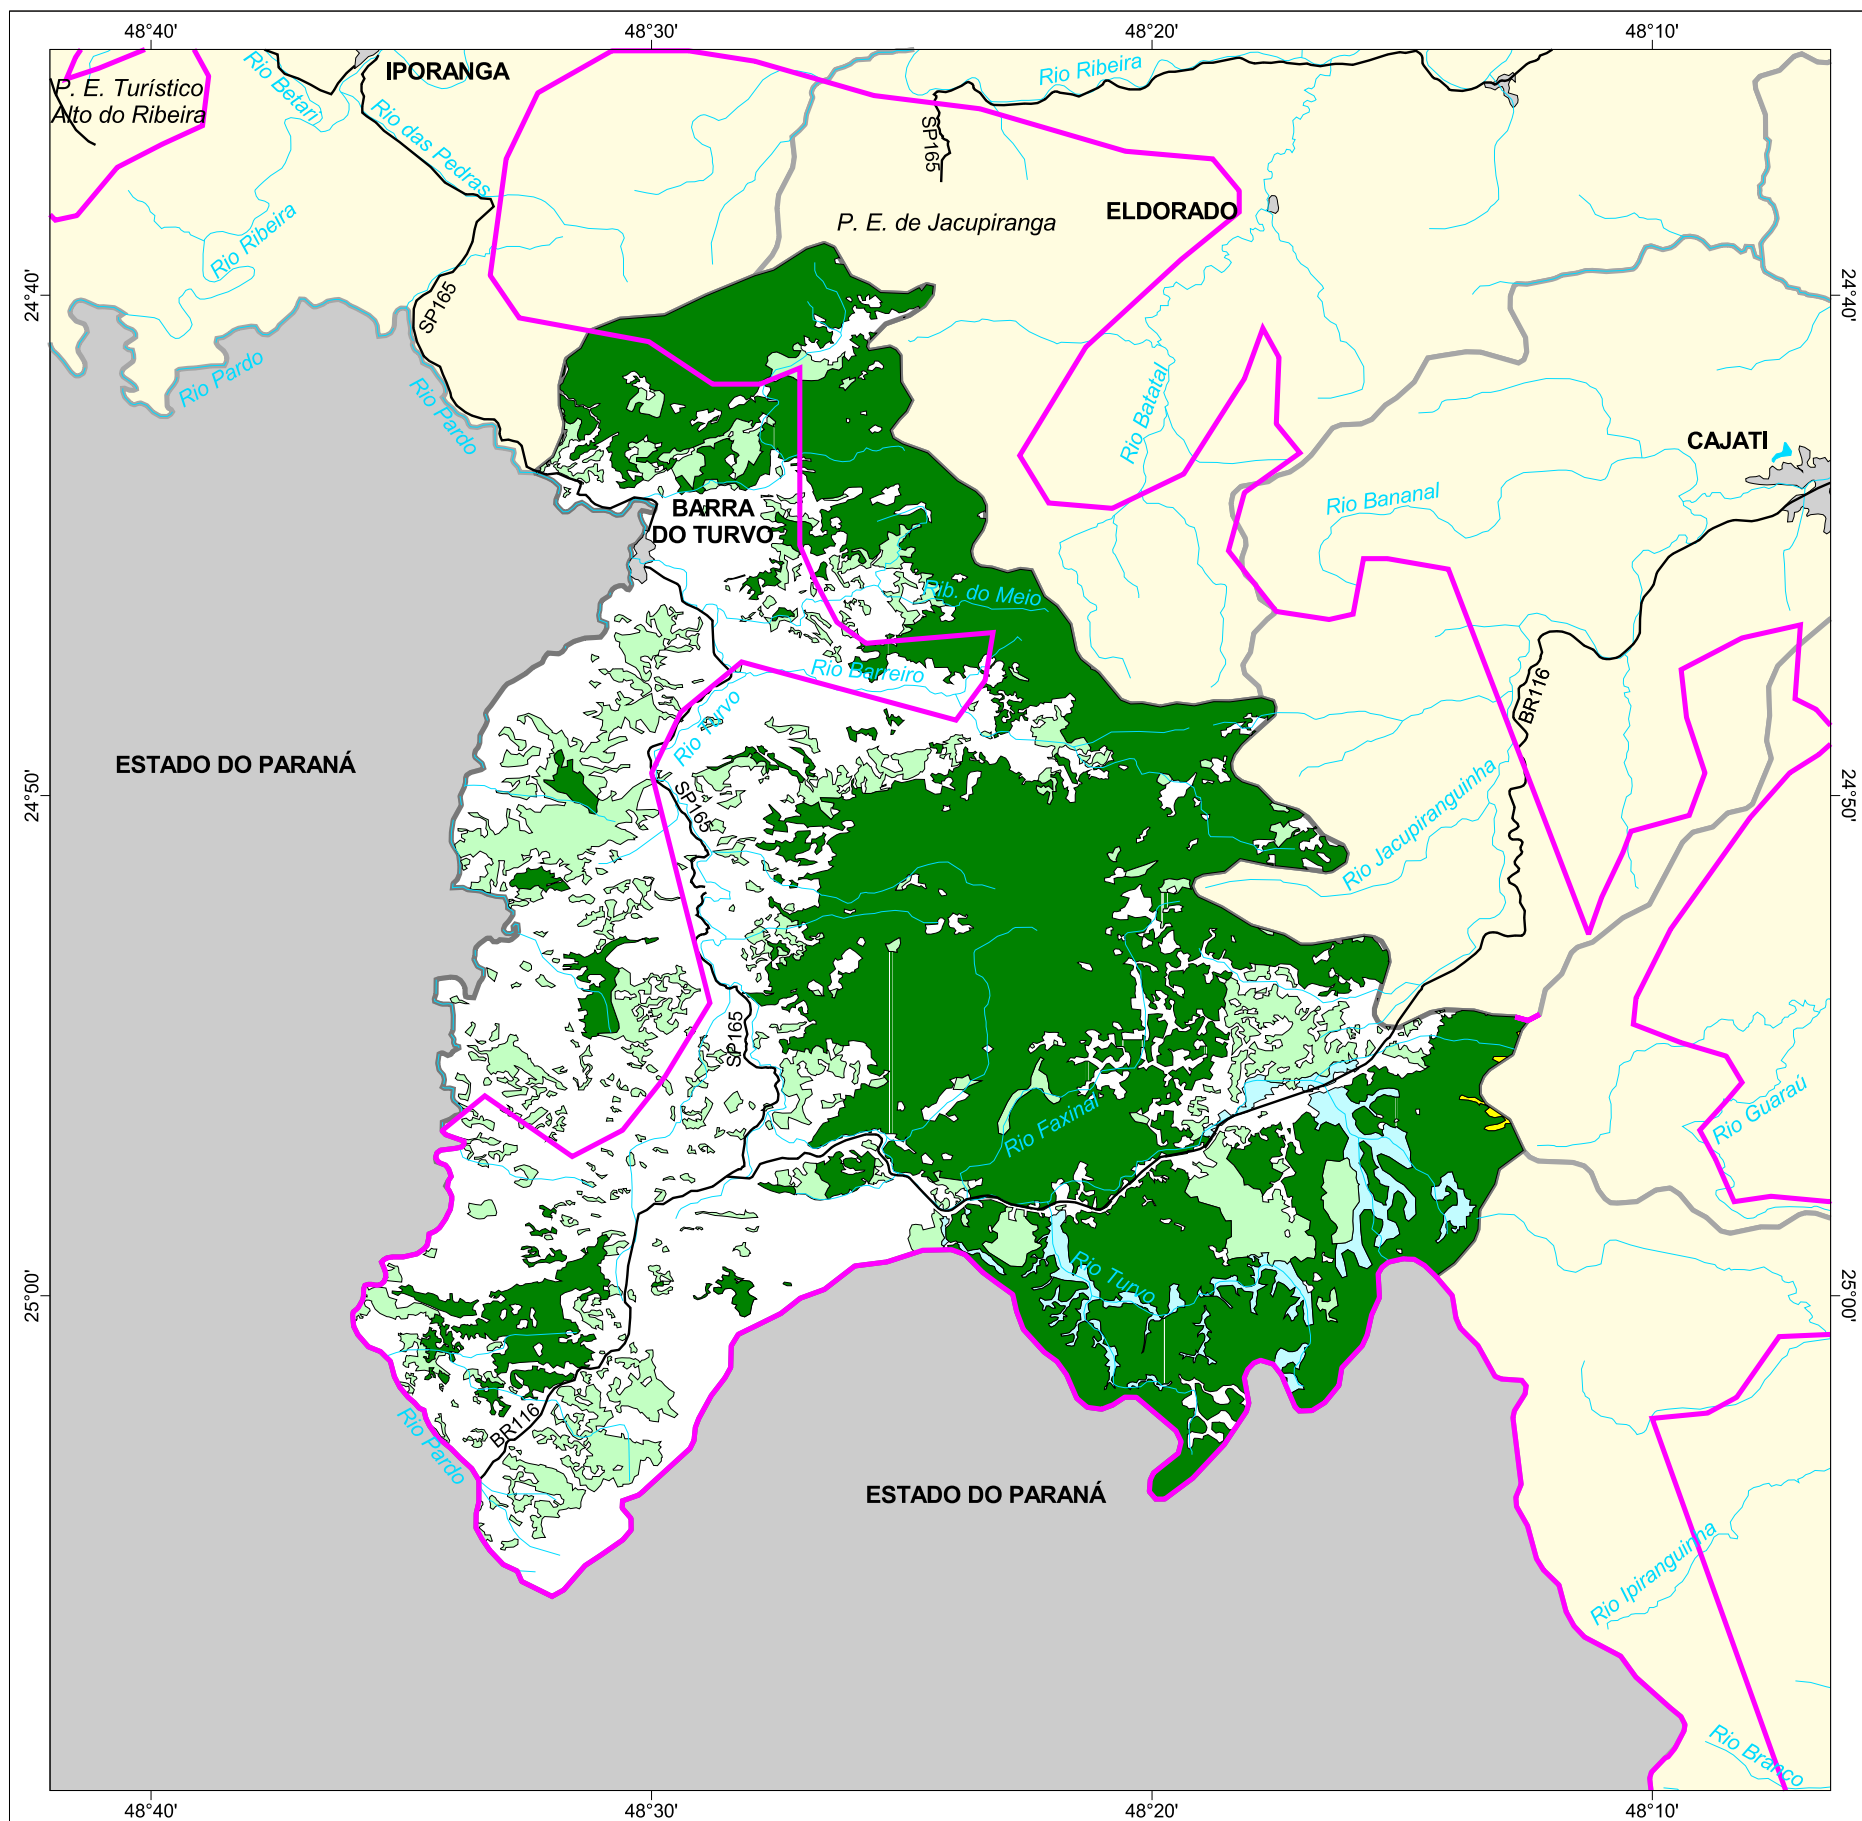 48°40'
48°30'
48°20'
48°10'
IPORANGA
P. E. Turístico
Alto do Ribeira
Rio Betari
Rio das Pedras
Rio Ribeira
SP165
Rio Ribeira
P. E. de Jacupiranga
ELDORADO
24°40'
24°40'
Rio Ribeira
SP165
Rio Pardo
Rio Pardo
Rio Batatal
CAJATI
Rio Bananal
BARRA
DO TURVO
Rib. do Meio
Rio Barreiro
Rio Turvo
BR116
ESTADO DO PARANÁ
24°50'
24°50'
SP165
Rio Jacupiranguinha
SP165
Rio Faxinal
Rio Guaraú
25°00'
25°00'
Rio Turvo
BR116
Rio Pardo
ESTADO DO PARANÁ
Rio Ipiranguinha
Rio Branco
48°40'
48°30'
48°20'
48°10'